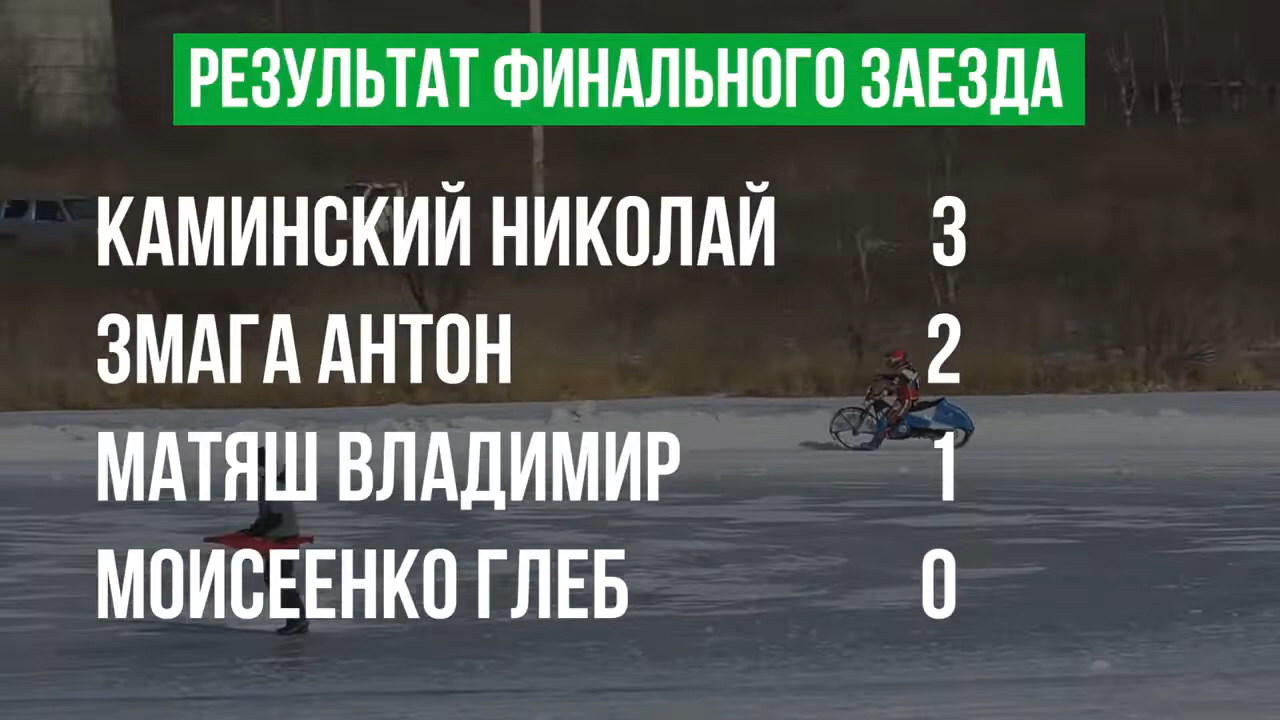 РЕЗУЛЬТАТ ФИНАЛЬНОГО ЗАЕЗДА
КАМИНСКИЙ НИКОЛАЙ 3
ЗМАГА АНТОН 2
МАТЯШ ВЛАДИМИР 1
МОИСЕЕНКО ГЛЕБ 0